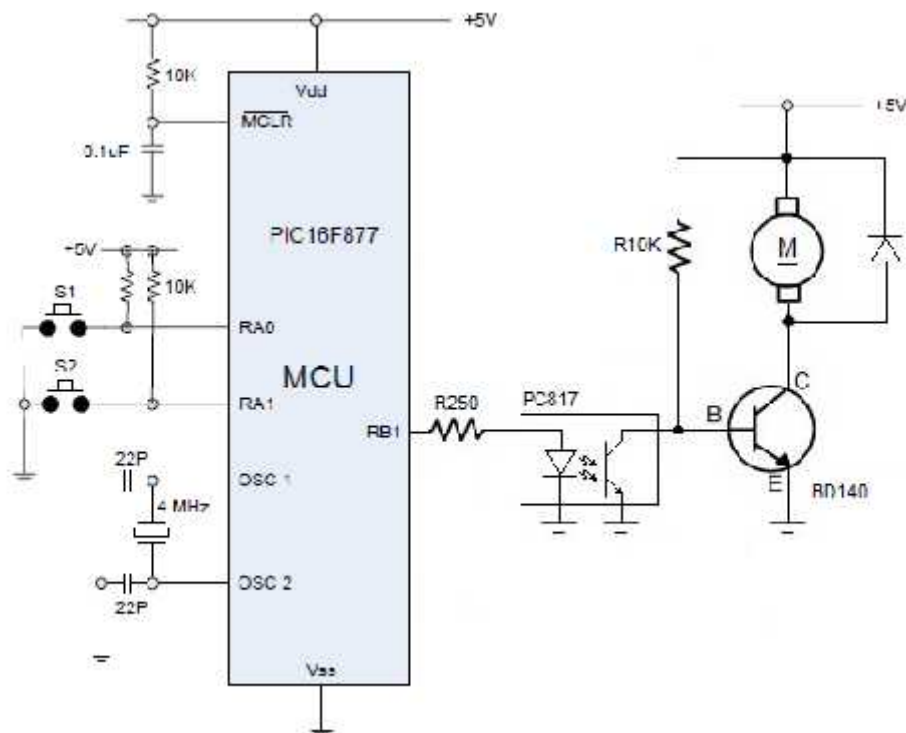 +5V
10K
Vdd
MCLR
0.1uF
+5V
PIC16F877
R10K
M
+5V
10K
S1
RA0
S2
MCU
RA1
R250
PC817
B
C
RB1
22P
OSC 1
E
BD140
4 MHz
OSC 2
22P
Vss